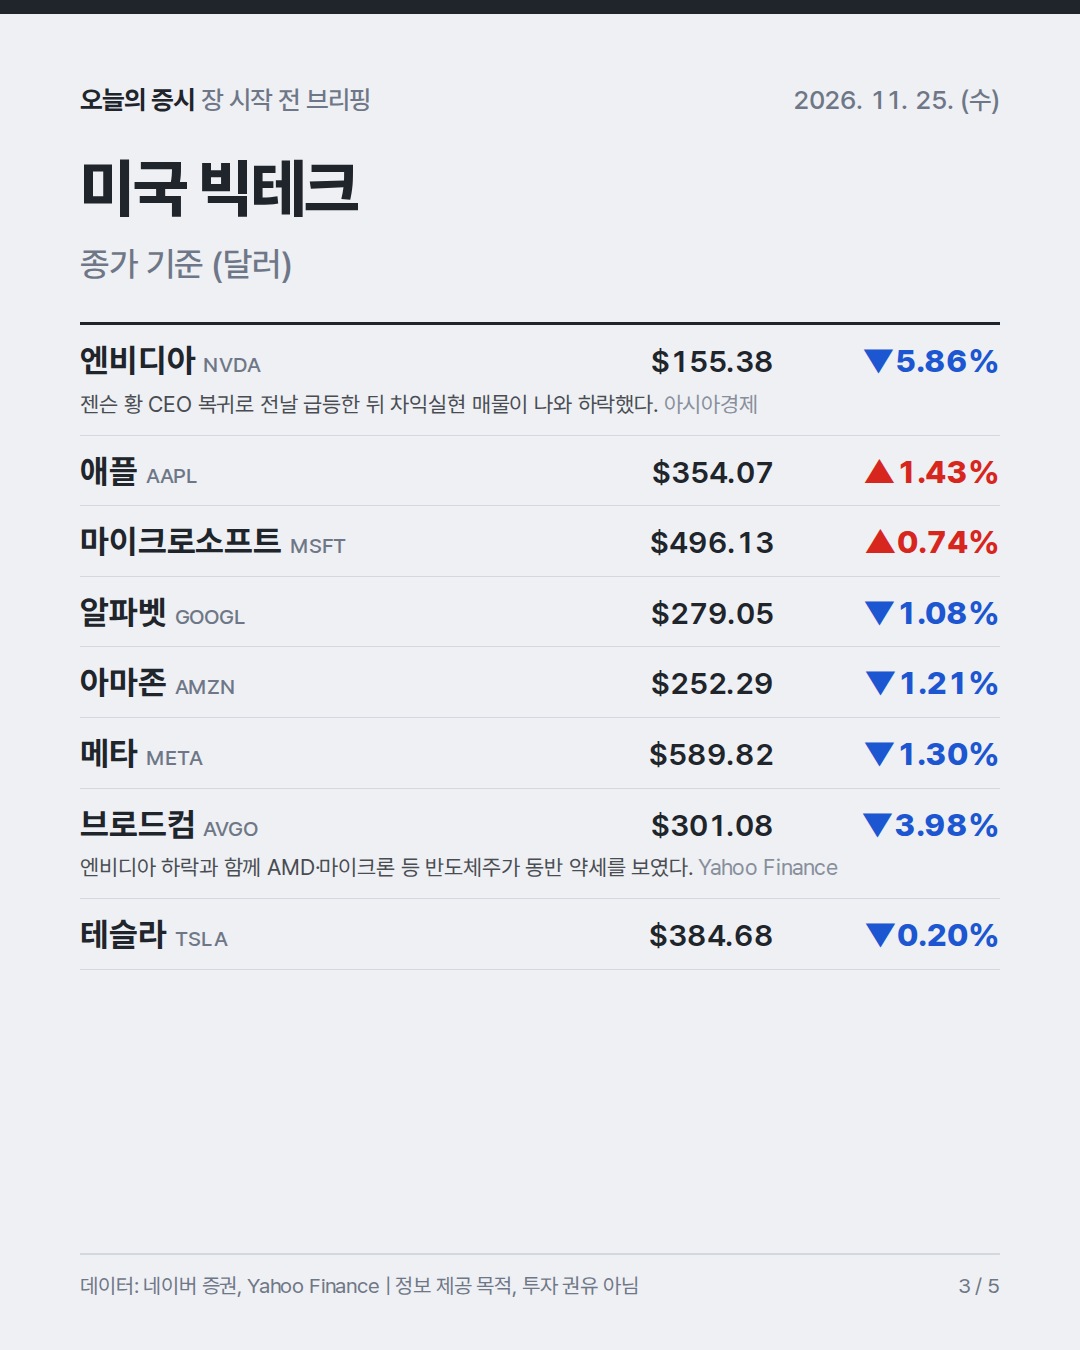 오늘의 증시 장 시작 전 브리핑 2026. 11. 25. (수)
미국 빅테크
종가 기준 (달러)
엔비디아 NVDA $155.38 ▼5.86%
젠슨 황 CEO 복귀로 전날 급등한 뒤 차익실현 매물이 나와 하락했다. 아시아경제
애플 AAPL $354.07 ▲1.43%
마이크로소프트 MSFT $496.13 ▲0.74%
알파벳 GOOGL $279.05 ▼1.08%
아마존 AMZN $252.29 ▼1.21%
메타 META $589.82 ▼1.30%
브로드컴 AVGO $301.08 ▼3.98%
엔비디아 하락과 함께 AMD·마이크론 등 반도체주가 동반 약세를 보였다. Yahoo Finance
테슬라 TSLA $384.68 ▼0.20%
데이터: 네이버 증권, Yahoo Finance | 정보 제공 목적, 투자 권유 아님 3 / 5